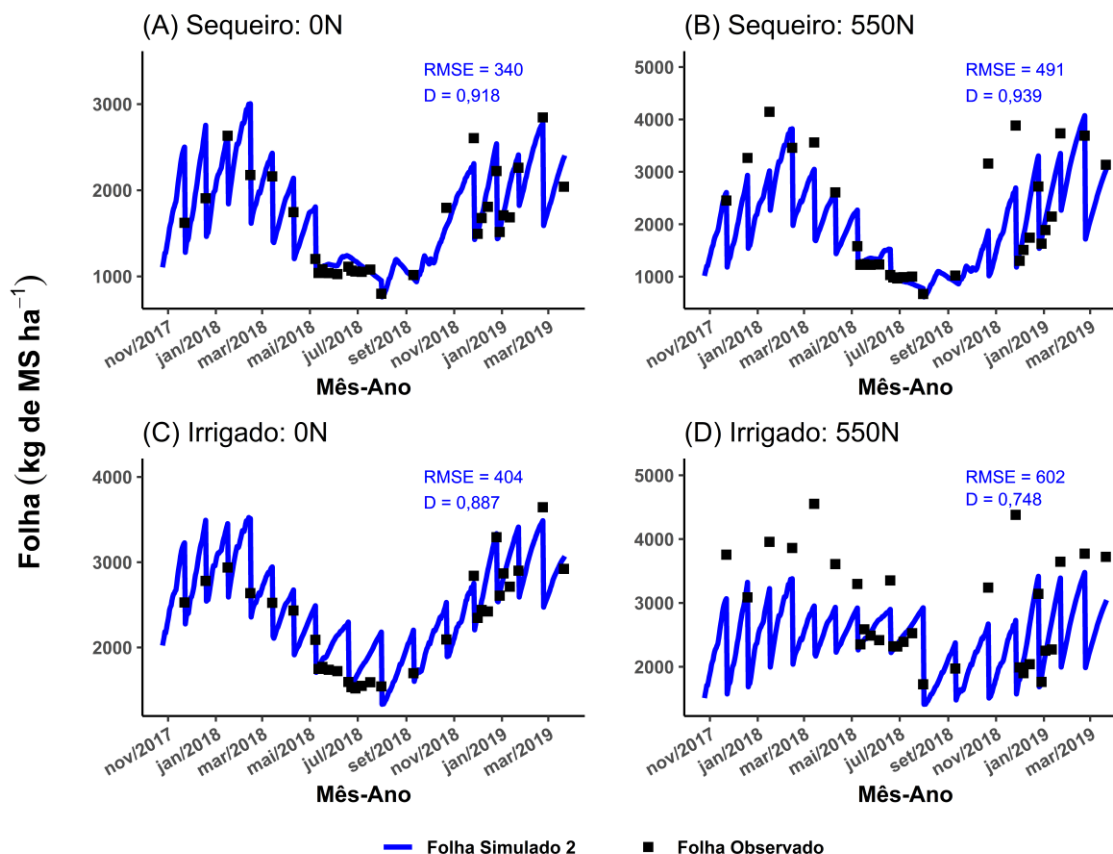 (A) Sequeiro: 0N
RMSE = 340
D = 0,918
3000
2000
1000
nov/2017
jan/2018
mar/2018
mai/2018
jul/2018
set/2018
nov/2018
jan/2019
mar/2019
Mês-Ano
(B) Sequeiro: 550N
RMSE = 491
D = 0,939
5000
4000
3000
2000
1000
nov/2017
jan/2018
mar/2018
mai/2018
jul/2018
set/2018
nov/2018
jan/2019
mar/2019
Mês-Ano
Folha (kg de MS ha⁻¹)
(C) Irrigado: 0N
RMSE = 404
D = 0,887
4000
3000
2000
nov/2017
jan/2018
mar/2018
mai/2018
jul/2018
set/2018
nov/2018
jan/2019
mar/2019
Mês-Ano
(D) Irrigado: 550N
RMSE = 602
D = 0,748
5000
4000
3000
2000
nov/2017
jan/2018
mar/2018
mai/2018
jul/2018
set/2018
nov/2018
jan/2019
mar/2019
Mês-Ano
Folha Simulado 2
Folha Observado